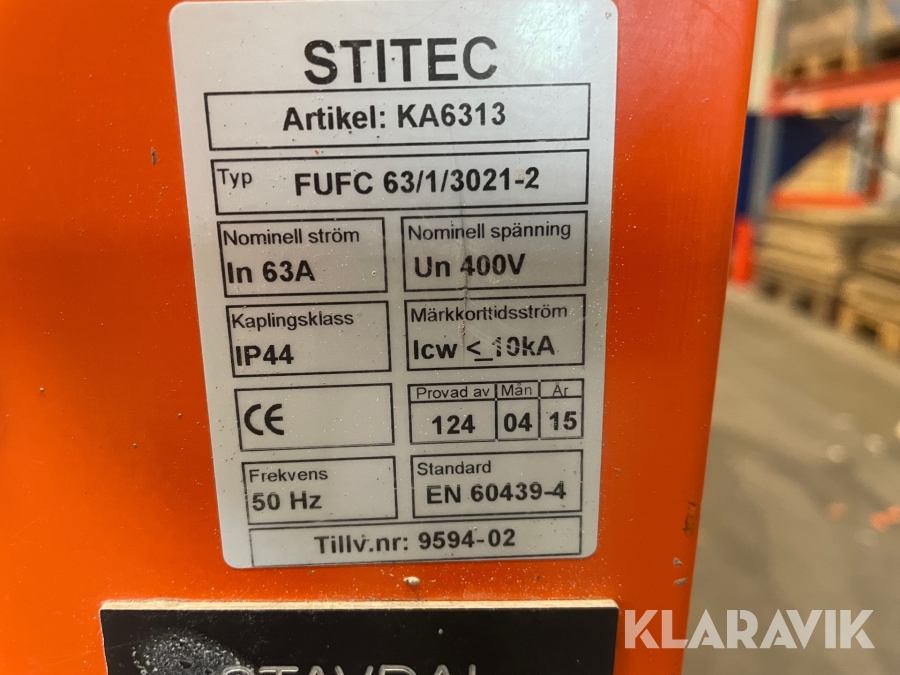 STITEC
Artikel: KA6313
Typ FUFC 63/1/3021-2
Nominell ström Nominell spänning
In 63A Un 400V
Kaplingsklass Märkkorttidsström
IP44 Icw <_10kA
CE Provad av Mån År
124 04 15
Frekvens Standard
50 Hz EN 60439-4
Tillv.nr: 9594-02
STAVDAL
KLARAVIK